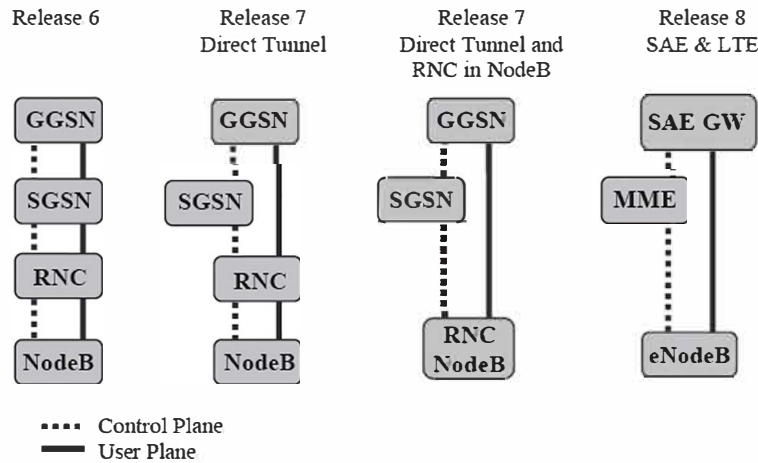 Release 6
Release 7
Direct Tunnel
Release 7
Direct Tunnel and
RNC in NodeB
Release 8
SAE & LTE
GGSN
SGSN
RNC
NodeB
GGSN
SGSN
RNC
NodeB
GGSN
SGSN
RNC
NodeB
SAE GW
MME
eNodeB
Control Plane
User Plane